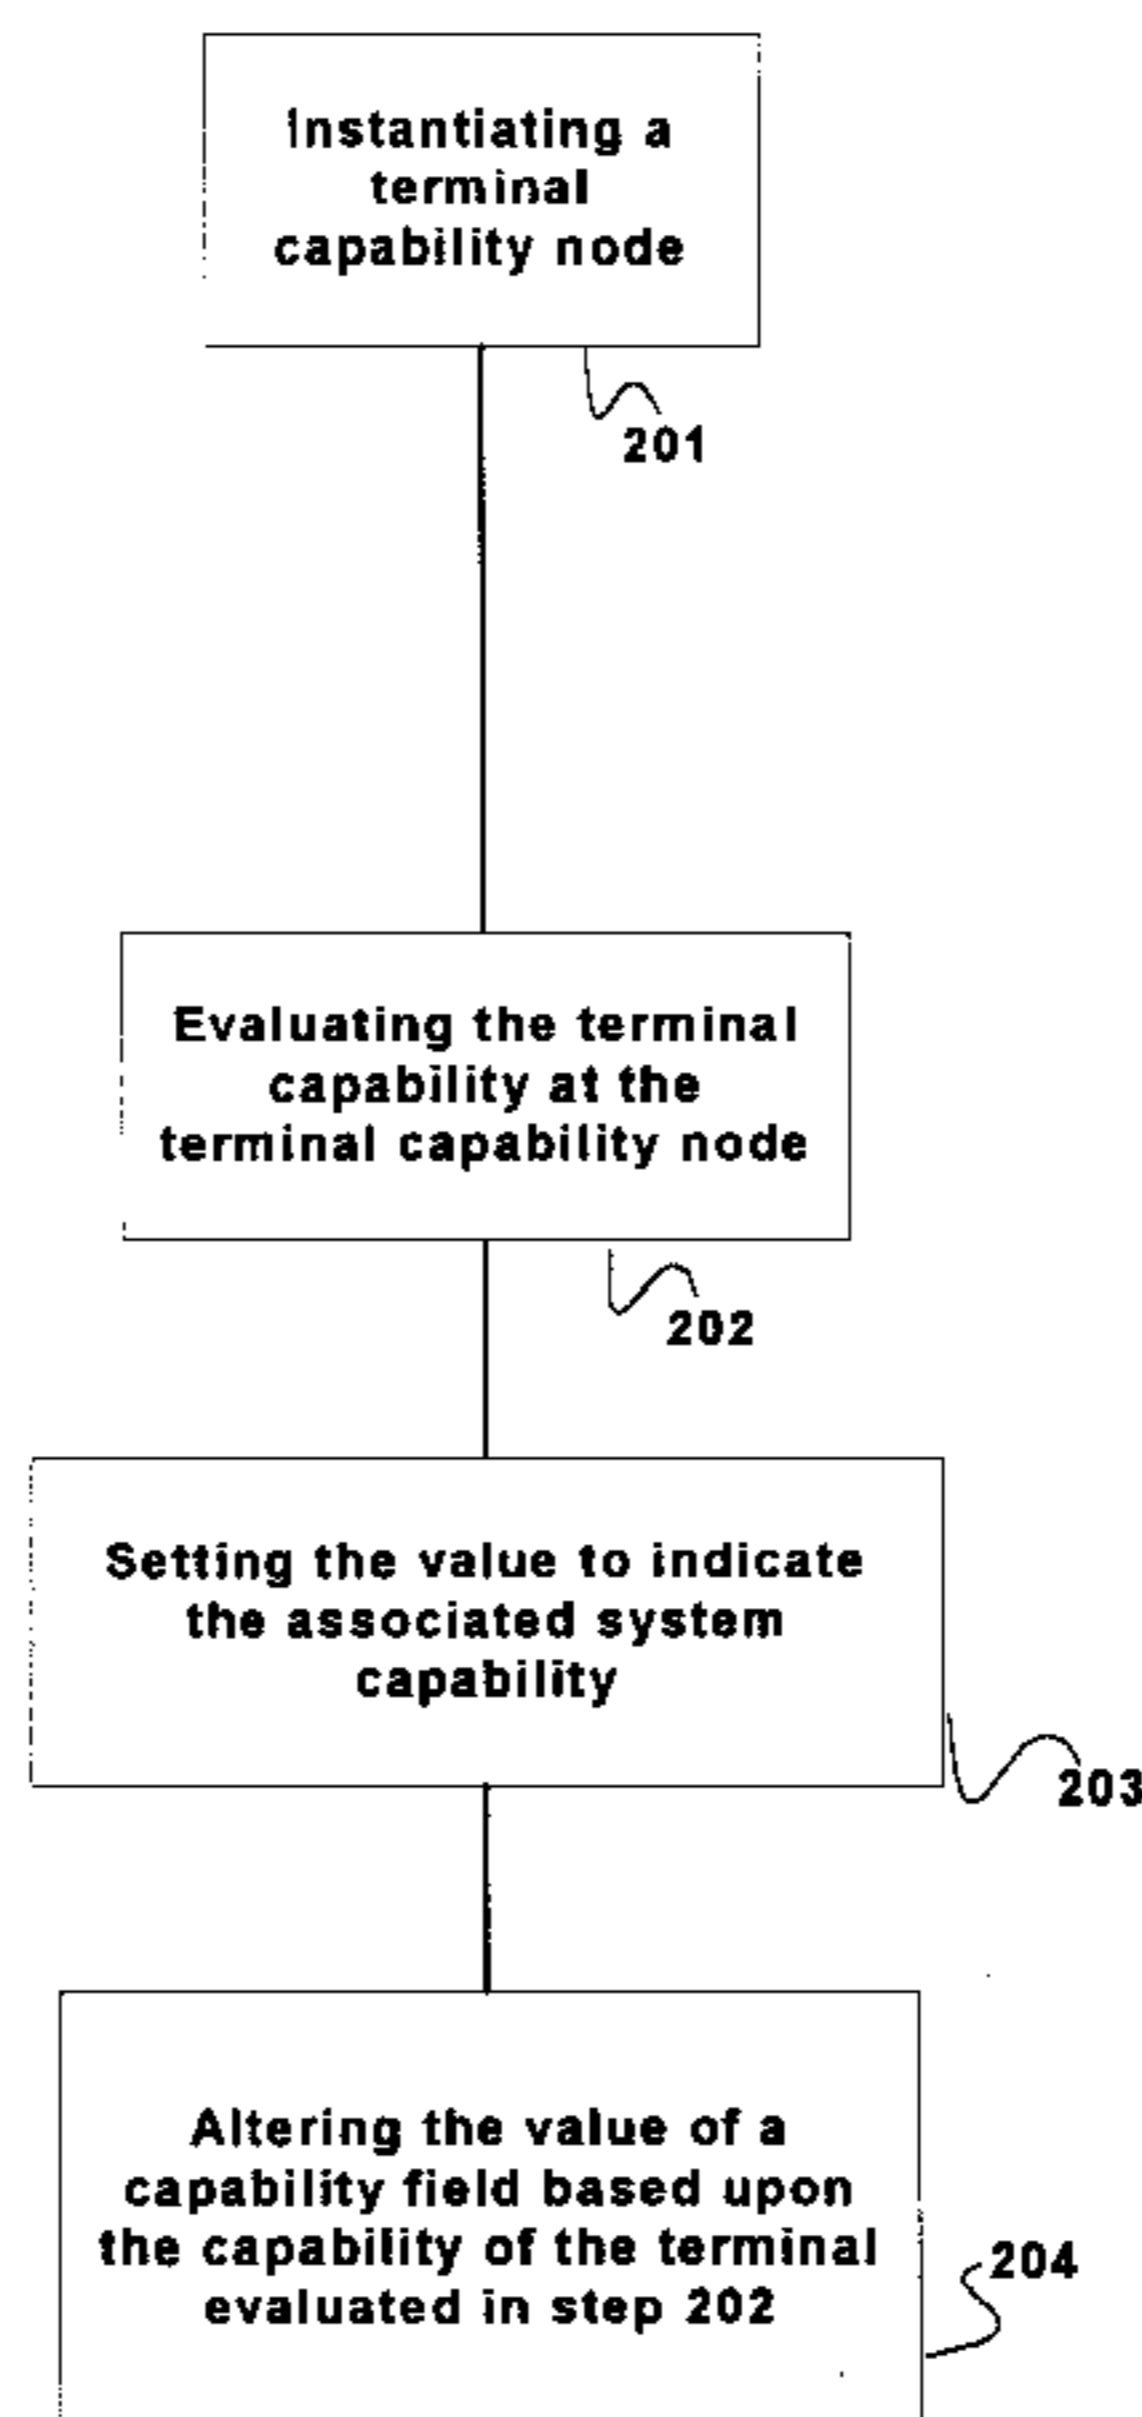 Instantiating a
terminal
capability node
201
Evaluating the terminal
capability at the
terminal capability node
202
Setting the value to indicate
the associated system
capability
203
Altering the value of a
capability field based upon
the capability of the terminal
evaluated in step 202
204